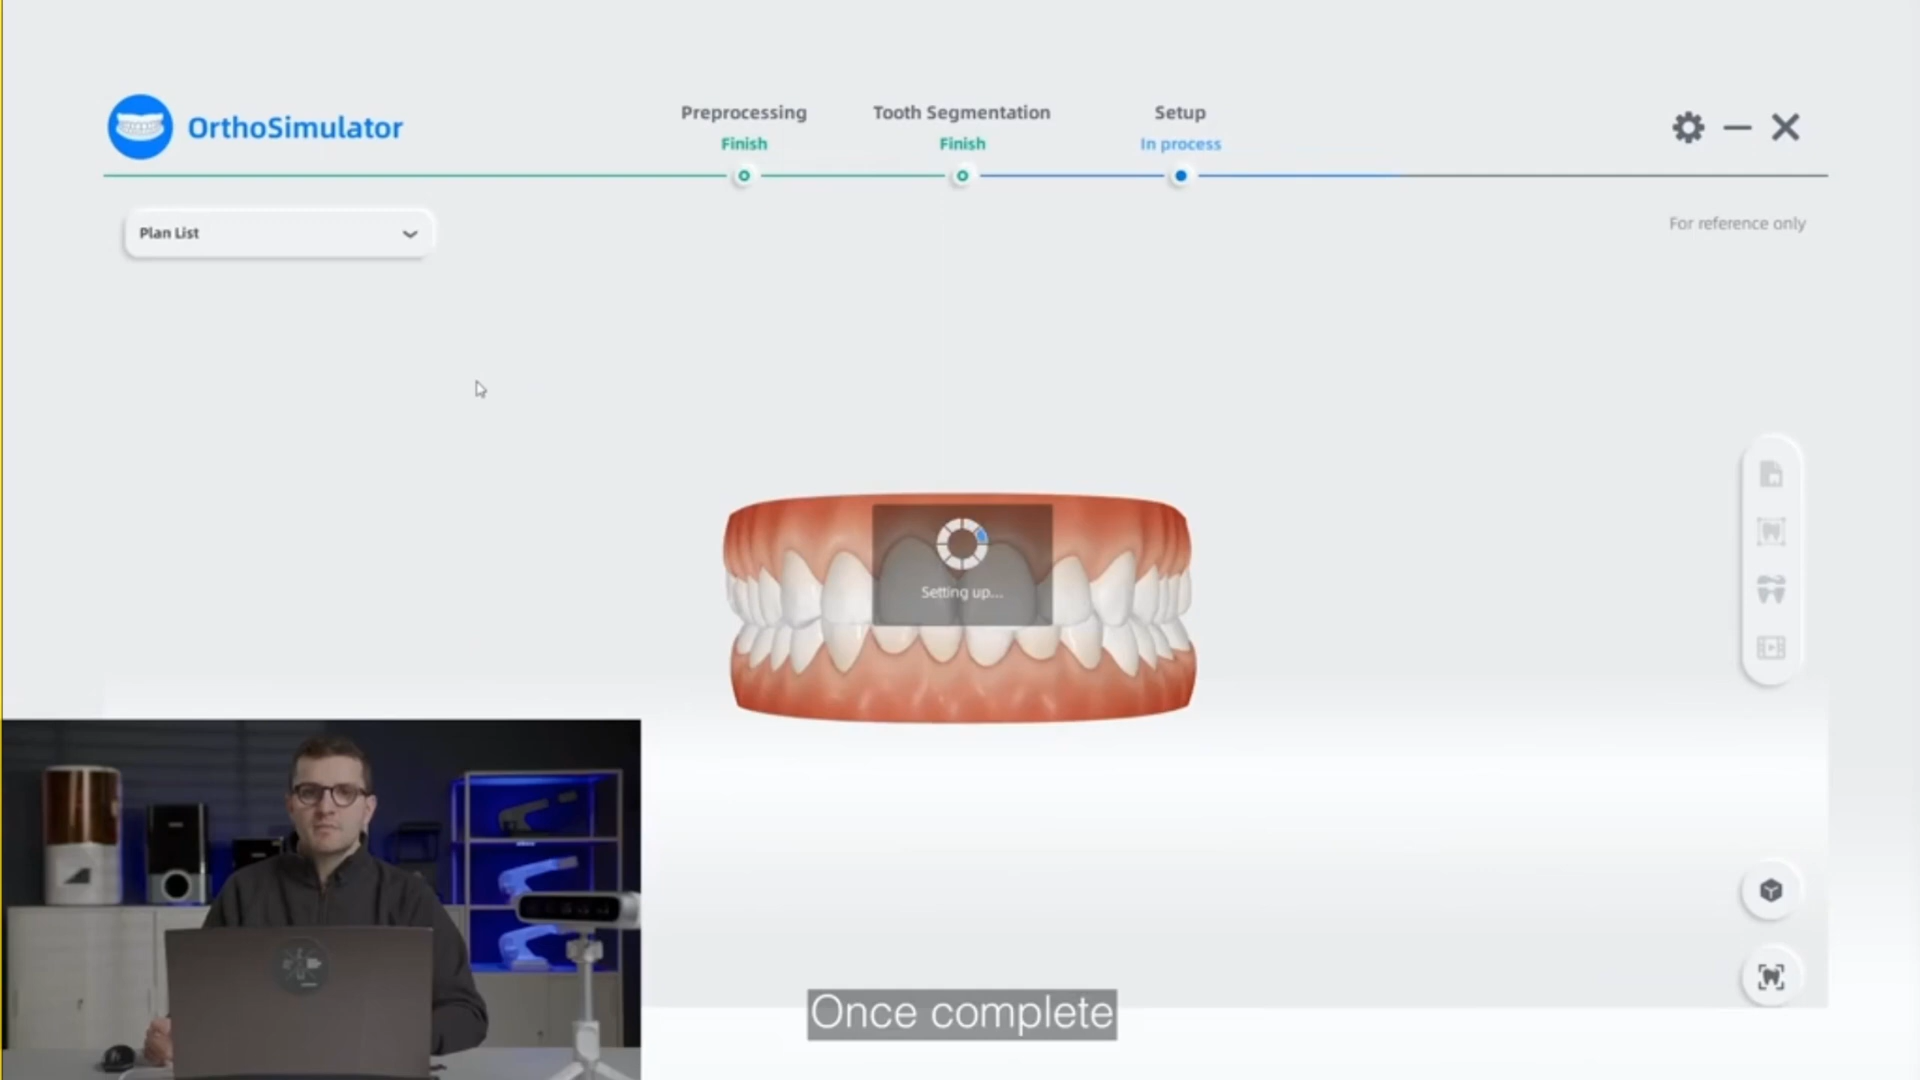 OrthoSimulator
Preprocessing
Finish
Tooth Segmentation
Finish
Setup
In process
Plan List
For reference only
Setting up...
Once complete